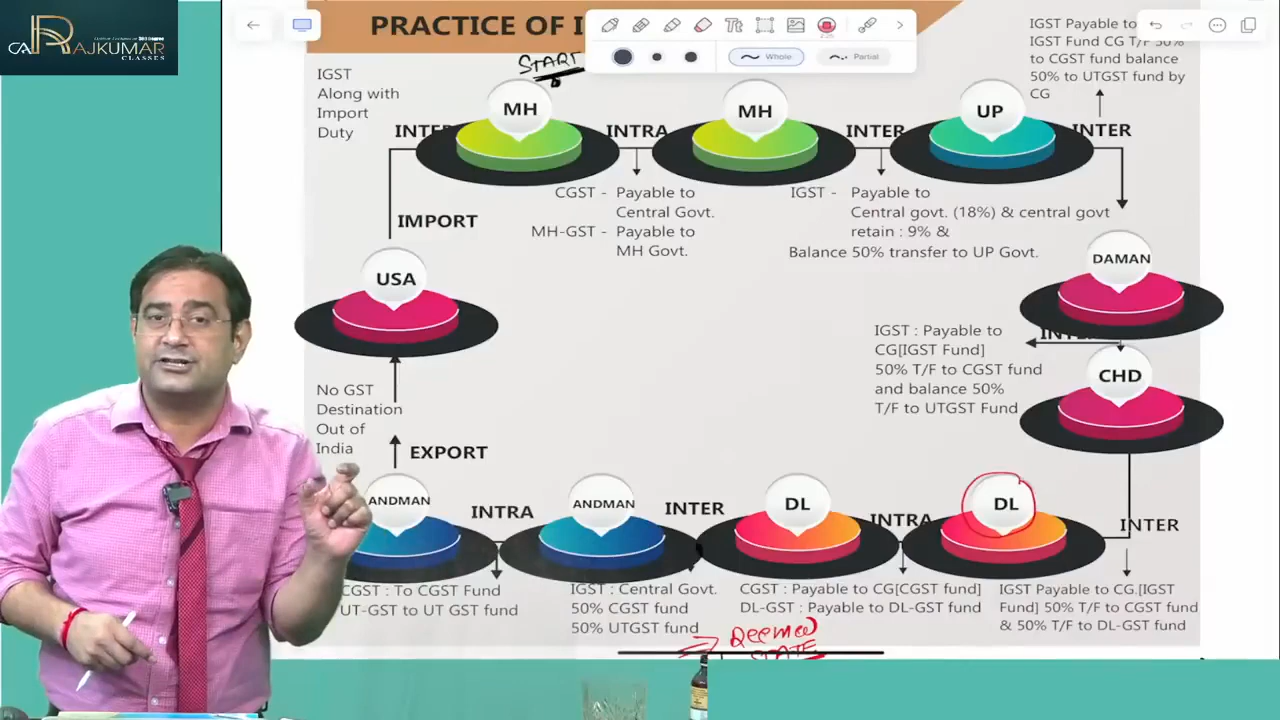 CA RAJKUMAR
CLASSES
PRACTICE OF I
START
Whole
Partial
IGST
Along with
Import
Duty
INTER
MH
INTRA
MH
INTER
UP
INTER
IGST Payable to
IGST Fund CG T/F 50%
to CGST fund balance
50% to UTGST fund by
CG
CGST - Payable to
Central Govt.
MH-GST - Payable to
MH Govt.
IGST - Payable to
Central govt. (18%) & central govt
retain : 9% &
Balance 50% transfer to UP Govt.
IMPORT
USA
DAMAN
IGST : Payable to
CG[IGST Fund]
50% T/F to CGST fund
and balance 50%
T/F to UTGST Fund
CHD
No GST
Destination
Out of
India
EXPORT
ANDMAN
INTRA
ANDMAN
INTER
DL
INTRA
DL
INTER
CGST : To CGST Fund
UT-GST to UT GST fund
IGST : Central Govt.
50% CGST fund
50% UTGST fund
CGST : Payable to CG[CGST fund]
DL-GST : Payable to DL-GST fund
IGST Payable to CG.[IGST
Fund] 50% T/F to CGST fund
& 50% T/F to DL-GST fund
Deemed
STATE